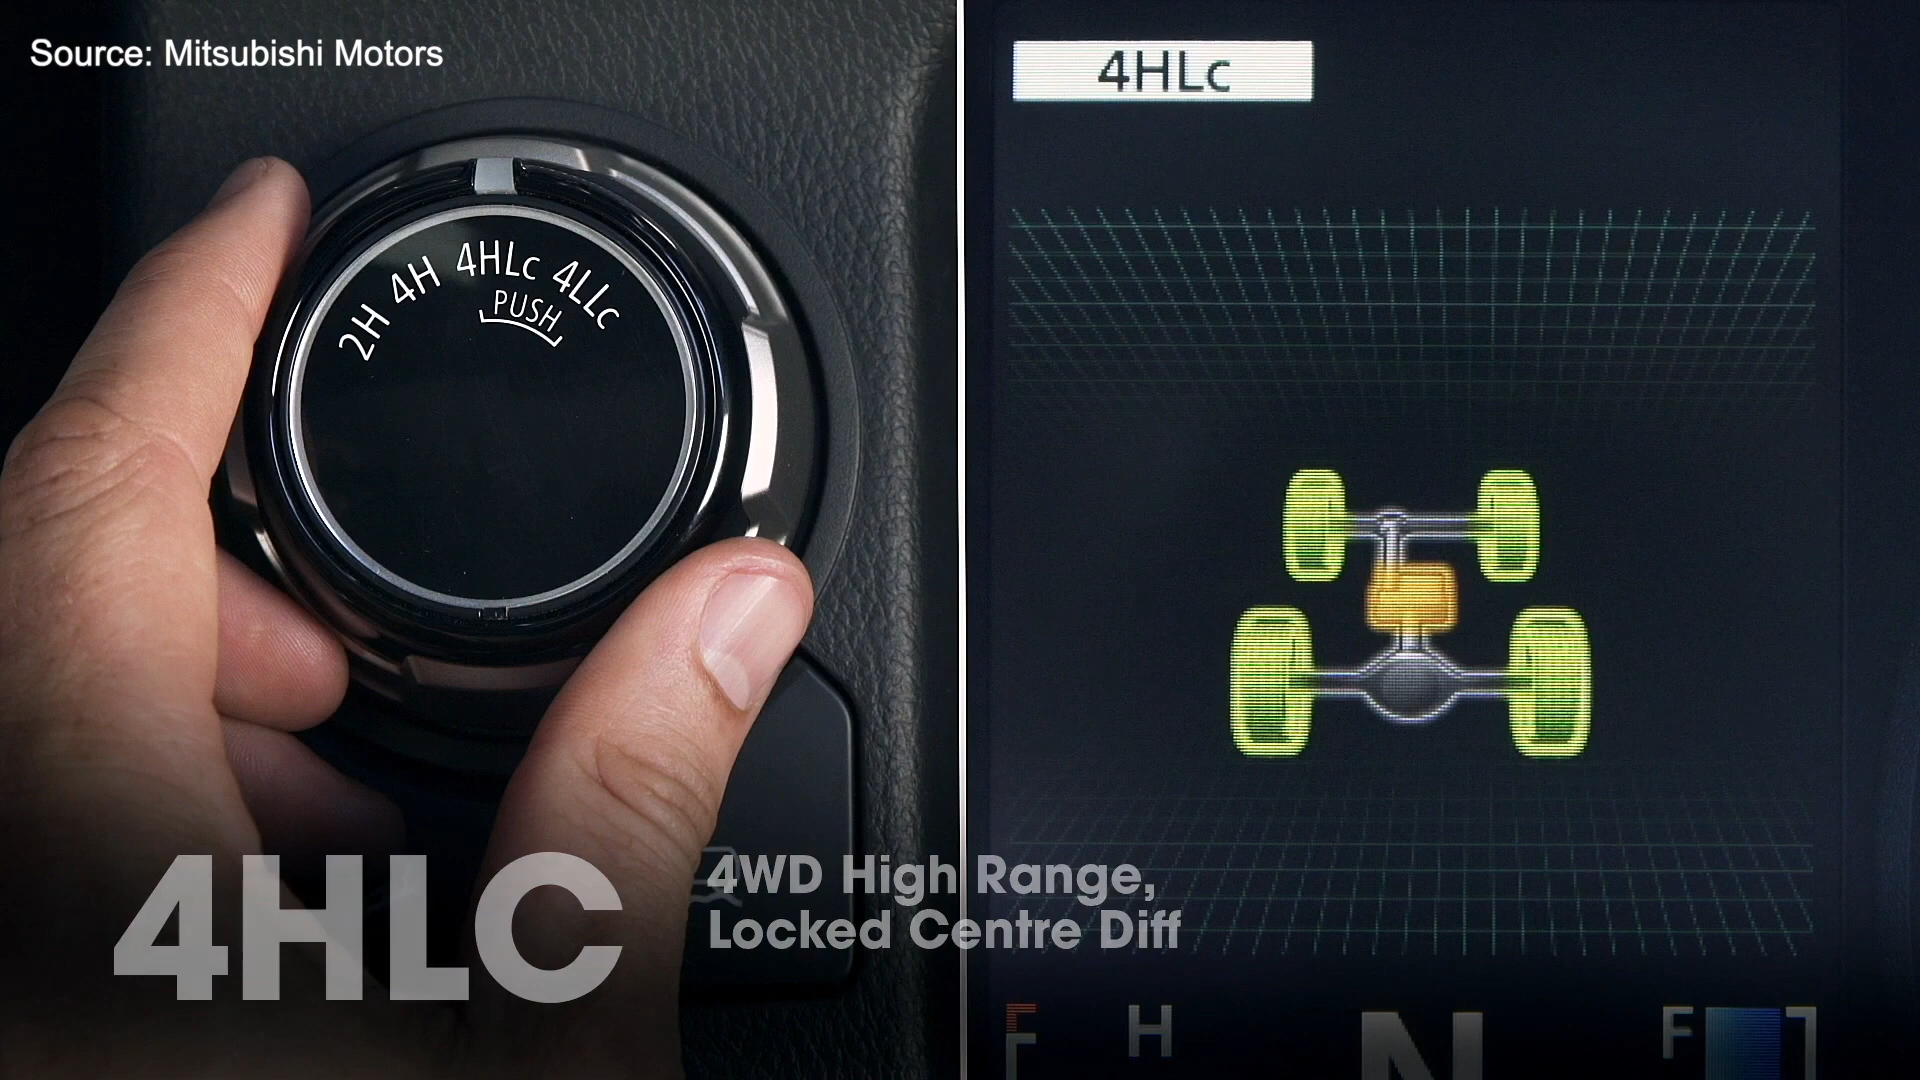 Source: Mitsubishi Motors
2H 4H 4HLc 4LLc
PUSH
4HLc
4HLC
4WD High Range,
Locked Centre Diff
H
N
F